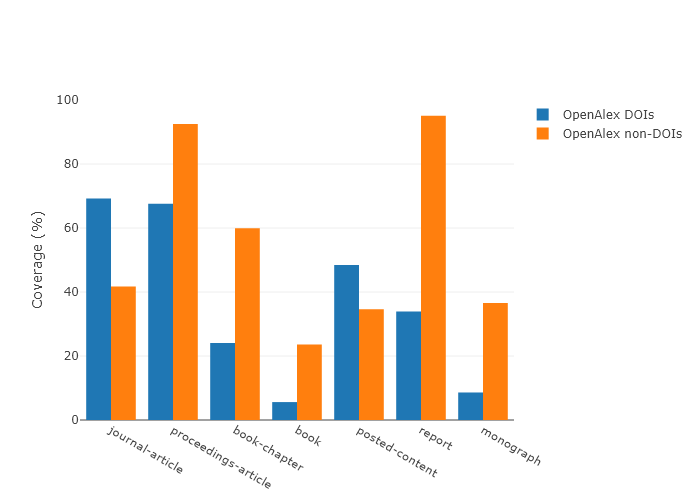 OpenAlex DOIs
OpenAlex non-DOIs
Coverage (%)
100
80
60
40
20
0
journal-article
proceedings-article
book-chapter
book
posted-content
report
monograph